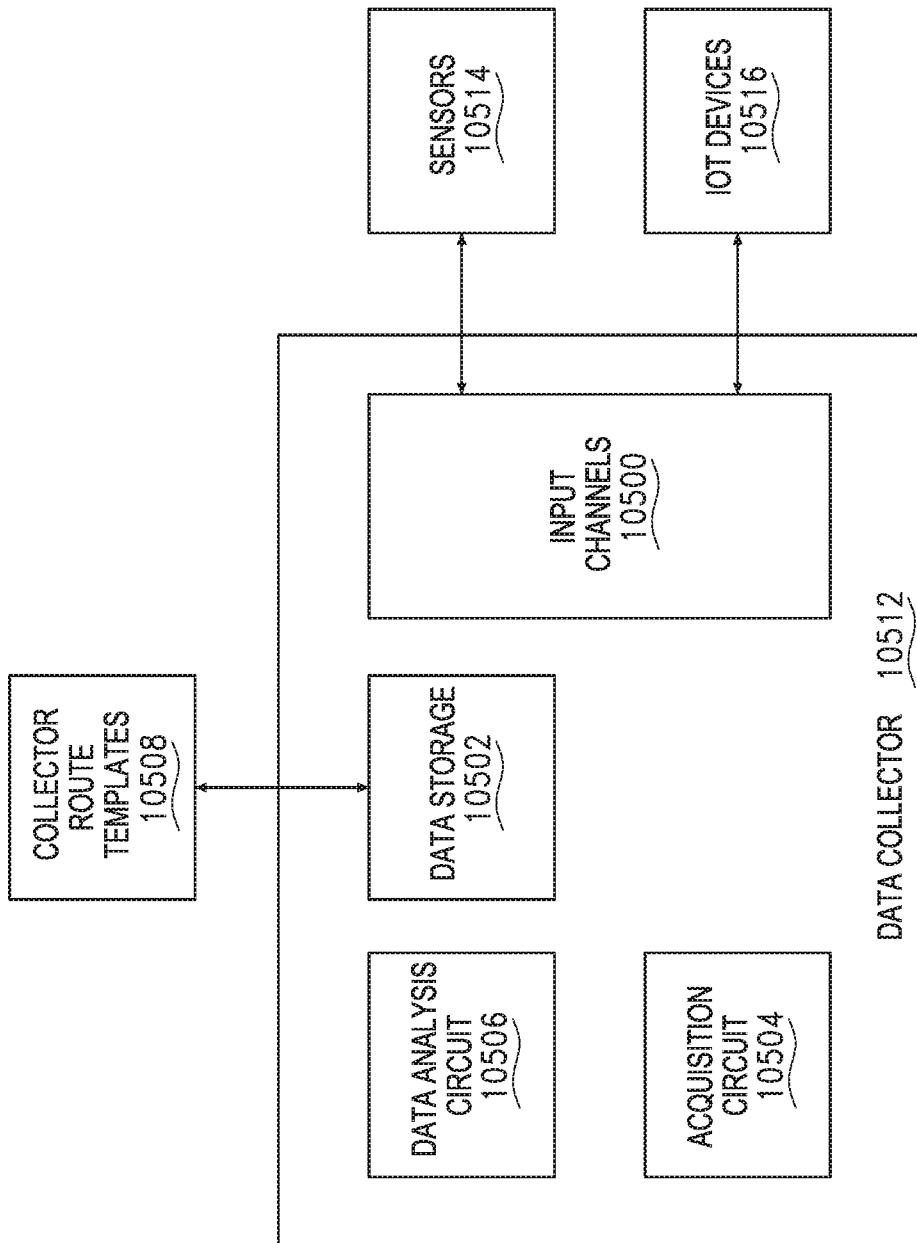 COLLECTOR
ROUTE
TEMPLATES
10508
DATA ANALYSIS
CIRCUIT
10506
DATA STORAGE
10502
INPUT
CHANNELS
10500
SENSORS
10514
ACQUISITION
CIRCUIT
10504
IOT DEVICES
10516
DATA COLLECTOR 10512